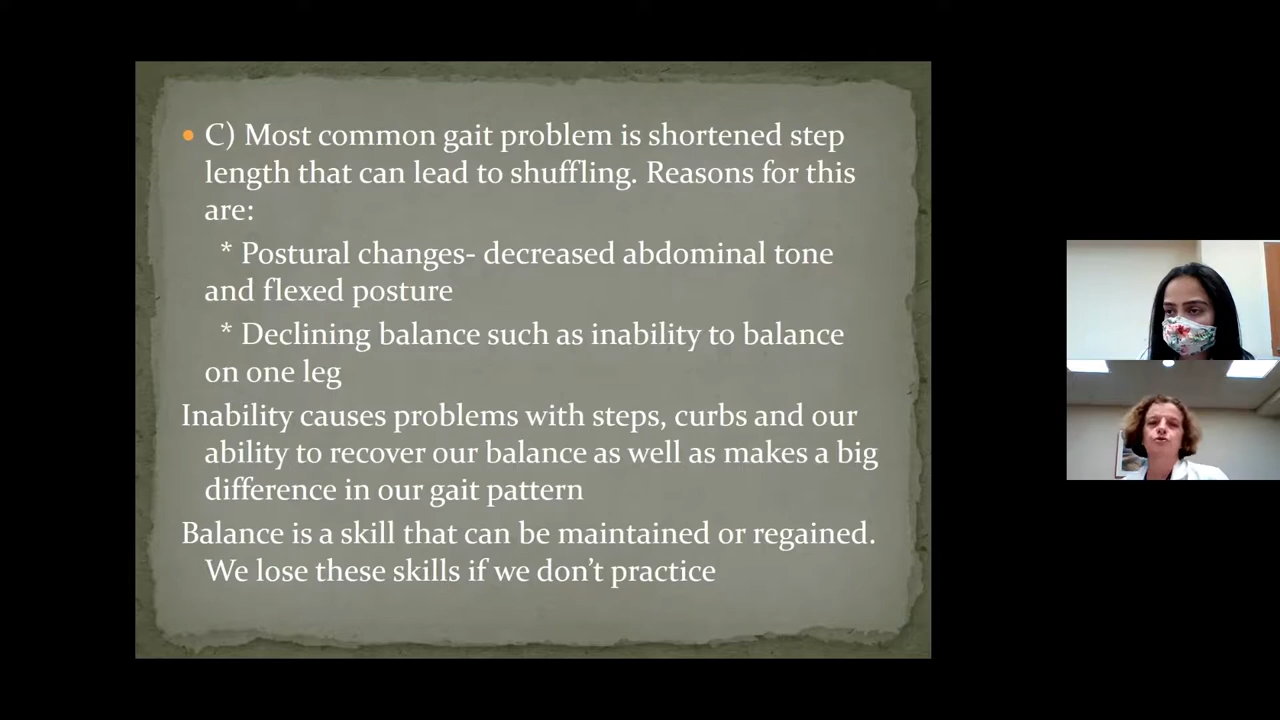 C) Most common gait problem is shortened step
length that can lead to shuffling. Reasons for this
are:
* Postural changes- decreased abdominal tone
and flexed posture
* Declining balance such as inability to balance
on one leg
Inability causes problems with steps, curbs and our
ability to recover our balance as well as makes a big
difference in our gait pattern
Balance is a skill that can be maintained or regained.
We lose these skills if we don’t practice